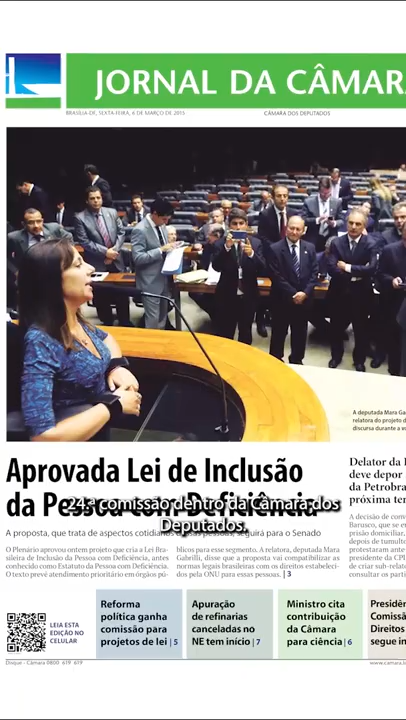 JORNAL DA CÂMARA
BRASÍLIA-DF, SEXTA-FEIRA, 6 DE MARÇO DE 2015
CÂMARA DOS DEPUTADOS
A deputada Mara Ga
relatora do projeto d
discursa durante a
Aprovada Lei de Inclusão
da Pessoa com Deficiência
24ª comissão dentro da Câmara dos
Deputados.
A proposta, que trata de aspectos cotidianos
seguirá para o Senado
O Plenário aprovou ontem projeto que cria a Lei Bra-
sileira de Inclusão da Pessoa com Deficiência, antes
conhecido como Estatuto da Pessoa com Deficiência.
O texto prevê atendimento prioritário em órgãos pú-
blicos para esse segmento. A relatora, deputada Mara
Gabrilli, disse que a proposta vai compatibilizar as
normas legais brasileiras com os direitos estabeleci-
dos pela ONU para essas pessoas. | 3
Delator da
deve depor
da Petrobra
próxima ter
A decisão de convo
Barusco, que se en
prisão domiciliar,
depois de tumulto
protestaram ante
presidente da CPI
de criar sub-relato
consultar os parti
LEIA ESTA
EDIÇÃO NO
CELULAR
Reforma
política ganha
comissão para
projetos de lei | 5
Apuração
de refinarias
canceladas no
NE tem início | 7
Ministro cita
contribuição
da Câmara
para ciência | 6
Presidên
Comissã
Direitos
segue in
Disque - Câmara 0800 619 619
www.camara.l